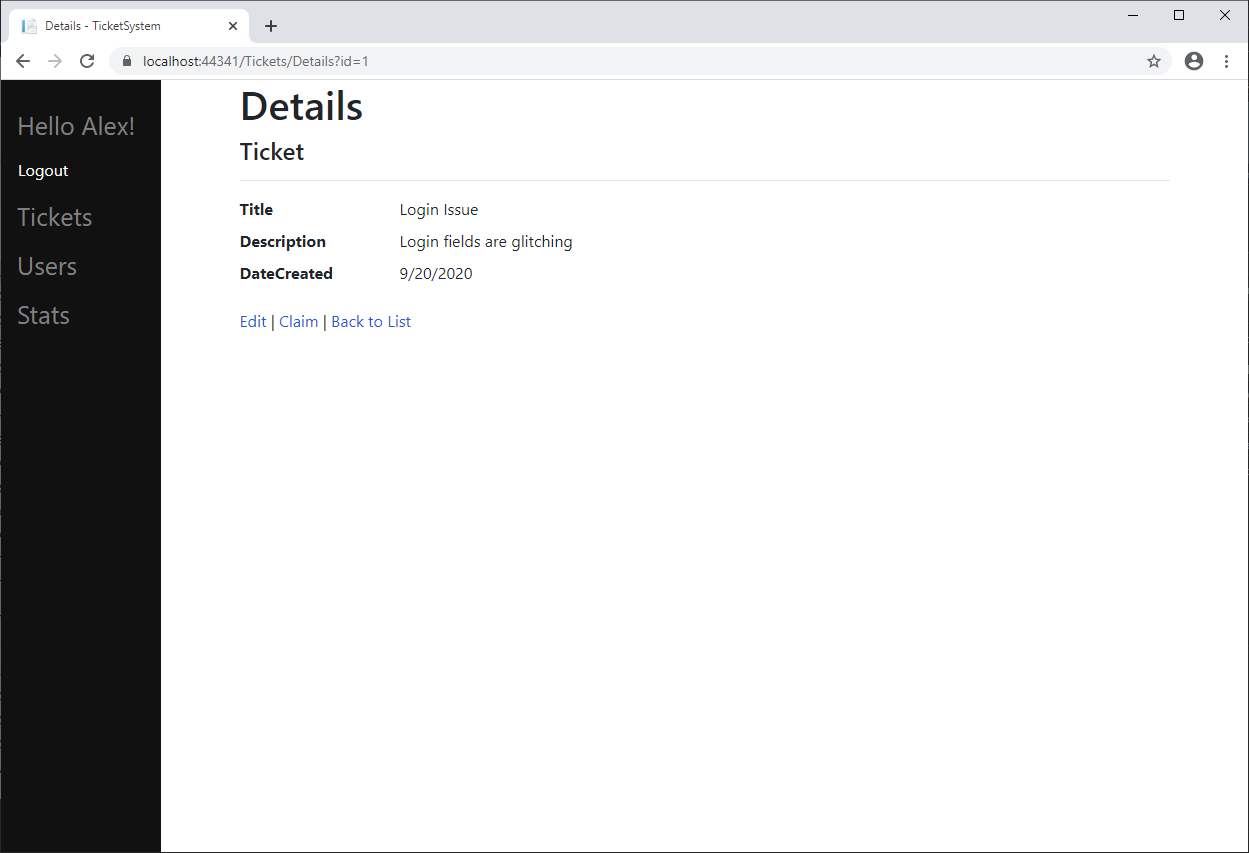 Details - TicketSystem
localhost:44341/Tickets/Details?id=1
Hello Alex!
Logout
Tickets
Users
Stats
Details
Ticket
Title Login Issue
Description Login fields are glitching
DateCreated 9/20/2020
Edit | Claim | Back to List